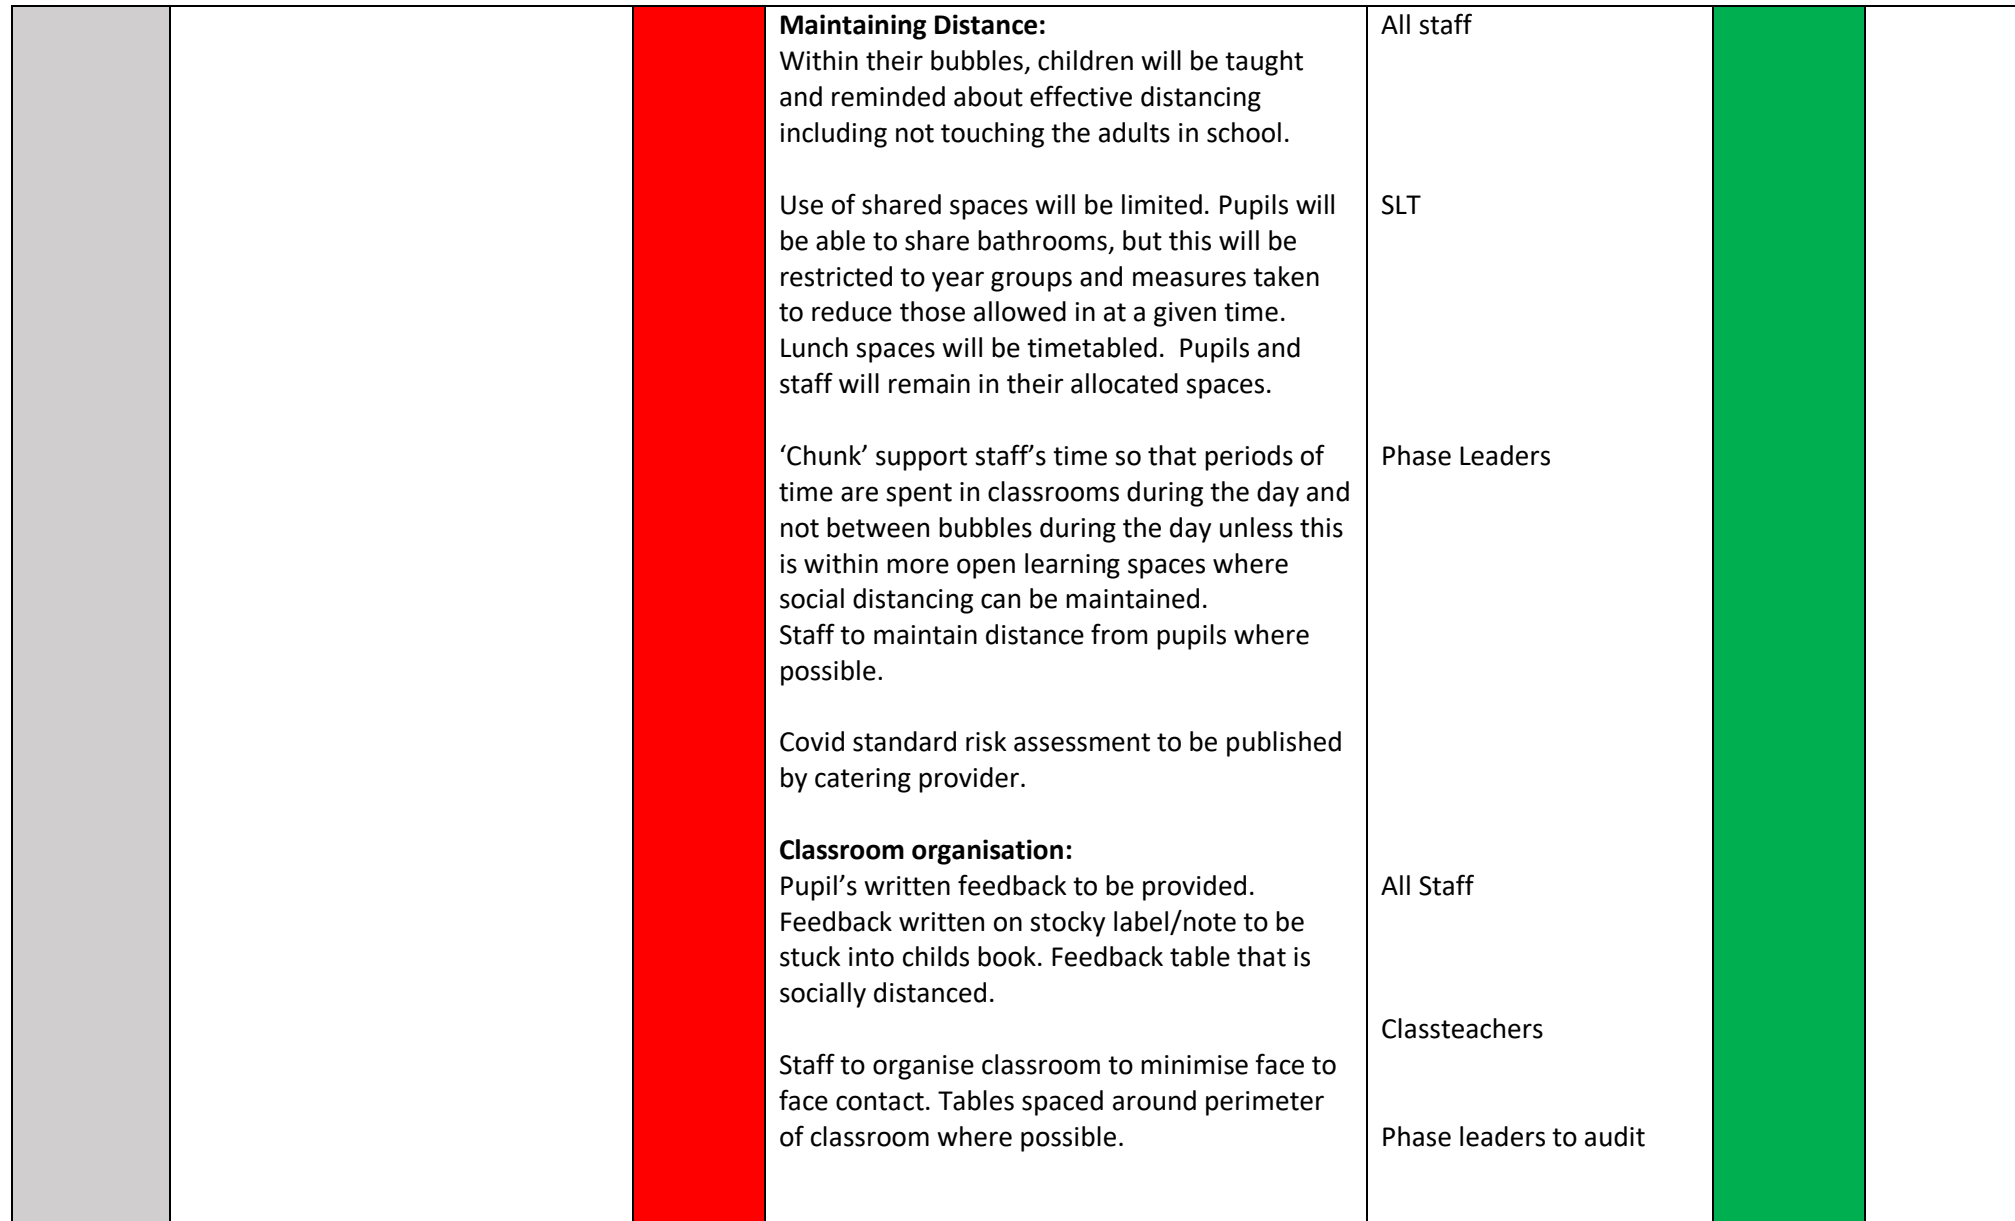 Maintaining Distance:
Within their bubbles, children will be taught
and reminded about effective distancing
including not touching the adults in school.
Use of shared spaces will be limited. Pupils will
be able to share bathrooms, but this will be
restricted to year groups and measures taken
to reduce those allowed in at a given time.
Lunch spaces will be timetabled.  Pupils and
staff will remain in their allocated spaces.
‘Chunk’ support staff’s time so that periods of
time are spent in classrooms during the day and
not between bubbles during the day unless this
is within more open learning spaces where
social distancing can be maintained.
Staff to maintain distance from pupils where
possible.
Covid standard risk assessment to be published
by catering provider.
Classroom organisation:
Pupil’s written feedback to be provided.
Feedback written on stocky label/note to be
stuck into childs book. Feedback table that is
socially distanced.
Staff to organise classroom to minimise face to
face contact. Tables spaced around perimeter
of classroom where possible.
All staff
SLT
Phase Leaders
All Staff
Classteachers
Phase leaders to audit